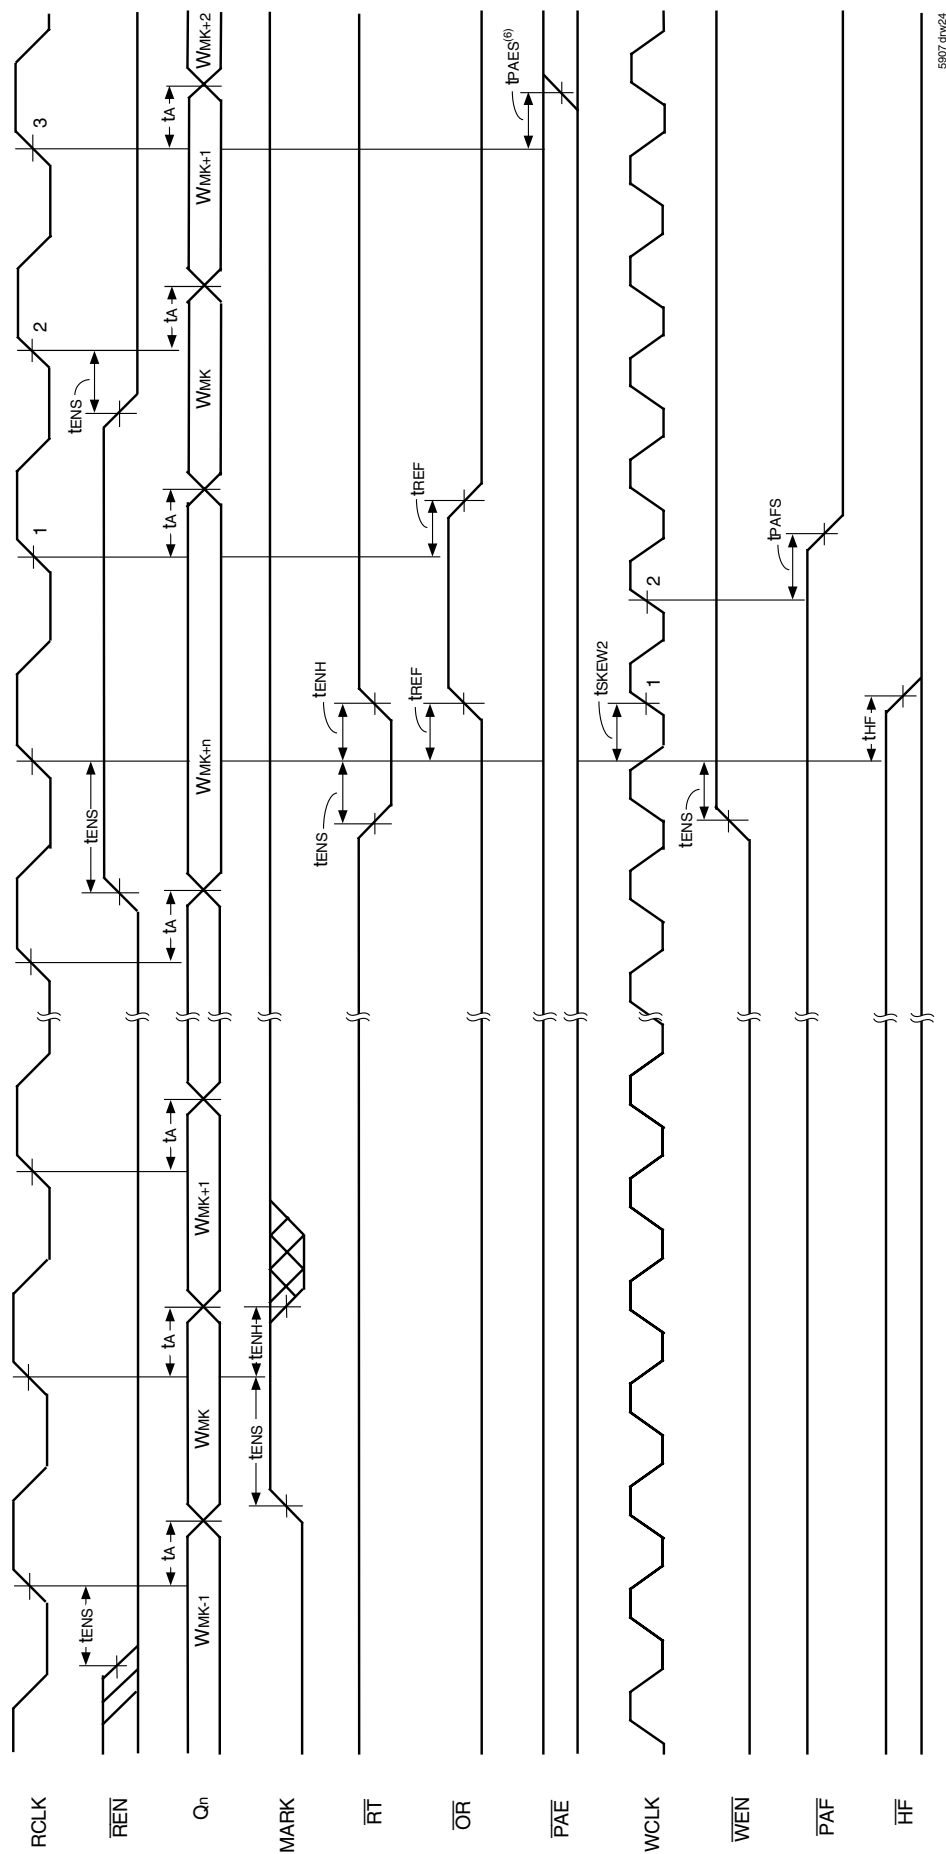 RCLK
1
2
3
REN
tENS
tENS
tENS
Qn
WMK-1
tA
WMK
tA
WMK+1
tA
tA
WMK+n
tA
WMK
tA
WMK+1
tA
WMK+2
MARK
tENS
tENH
RT
tENS
tENH
OR
tREF
tREF
PAE
tPAES(6)
WCLK
tSKEW2
1
2
WEN
tENS
PAF
tPAFS
HF
tHF
5907 drw24